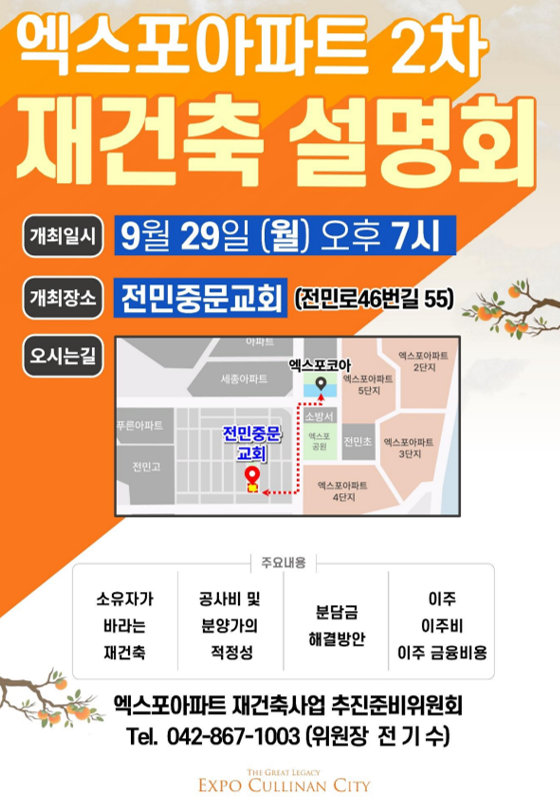 엑스포아파트 2차
재건축 설명회
개최일시
9월 29일 (월) 오후 7시
개최장소
전민중문교회 (전민로46번길 55)
오시는길
아파트
세종아파트
엑스포코아
엑스포아파트
2단지
엑스포아파트
5단지
소방서
엑스포
공원
전민초
엑스포아파트
3단지
엑스포아파트
4단지
푸른아파트
전민고
전민중문
교회
주요내용
소유자가
바라는
재건축
공사비 및
분양가의
적정성
분담금
해결방안
이주
이주비
이주 금융비용
엑스포아파트 재건축사업 추진준비위원회
Tel. 042-867-1003 (위원장 전 기 수)
The Great Legacy
Expo Cullinan City